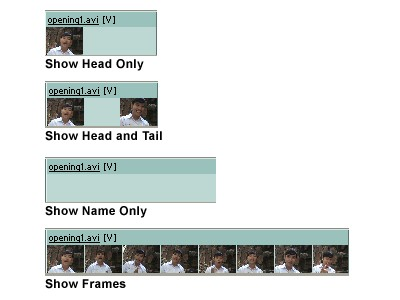 opening1.avi [V]
Show Head Only
opening1.avi [V]
Show Head and Tail
opening1.avi [V]
Show Name Only
opening1.avi [V]
Show Frames